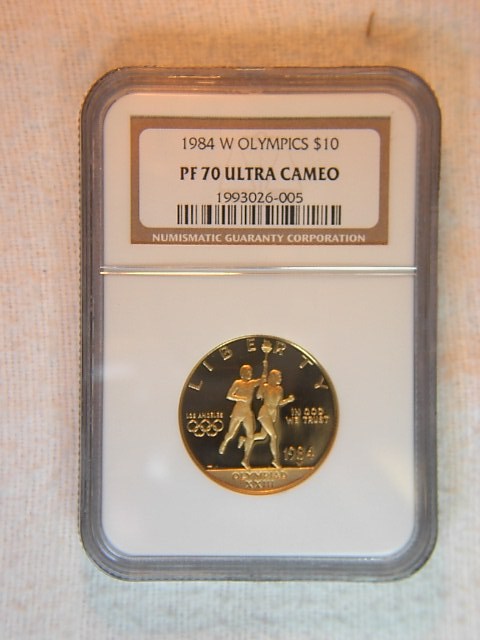 1984 W OLYMPICS $10
PF 70 ULTRA CAMEO
1993026-005
NUMISMATIC GUARANTY CORPORATION
LIBERTY
LOS ANGELES
IN GOD
WE TRUST
1984
OLYMPIAD
XXIII